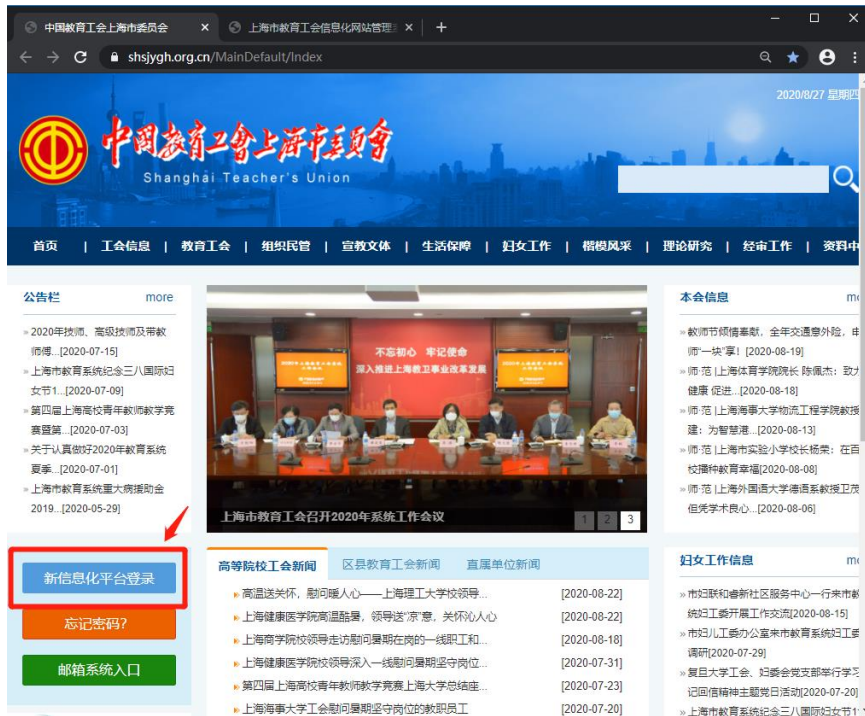 中国教育工会上海市委员会
上海市教育工会信息化网站管理
shsjygh.org.cn/MainDefault/Index
2020/8/27 星期四
中国教育工會上海市委員會
Shanghai Teacher's Union
首页 | 工会信息 | 教育工会 | 组织民管 | 宣教文体 | 生活保障 | 妇女工作 | 楷模风采 | 理论研究 | 经审工作 | 资料中
公告栏 more
2020年技师、高级技师及带教
师傅...[2020-07-15]
上海市教育系统纪念三八国际妇
女节1...[2020-07-09]
第四届上海高校青年教师教学竞
赛暨第...[2020-07-03]
关于认真做好2020年教育系统
夏季...[2020-07-01]
上海市教育系统重大病援助金
2019...[2020-05-29]
新信息化平台登录
忘记密码?
邮箱系统入口
不忘初心 牢记使命
深入推进上海教卫事业改革发展
上海市教育工会召开2020年系统工作会议
1 2 3
高等院校工会新闻 区县教育工会新闻 直属单位新闻
高温送关怀，慰问暖人心——上海理工大学校领导... [2020-08-22]
上海健康医学院高温酷暑，领导送“凉”意，关怀沁人心 [2020-08-22]
上海商学院校领导走访慰问暑期在岗的一线职工和... [2020-08-18]
上海健康医学院校领导深入一线慰问暑期坚守岗位... [2020-07-31]
第四届上海高校青年教师教学竞赛上海大学总结座... [2020-07-23]
上海海事大学工会慰问暑期坚守岗位的教职员工 [2020-07-20]
本会信息
教师节倾情奉献，全年交通意外险，
师“一块”享！ [2020-08-19]
师·范 |上海体育学院院长 陈佩杰：致
健康 促进...[2020-08-18]
师·范 |上海海事大学物流工程学院教授
建：为智慧港...[2020-08-13]
师·范 |上海市实验小学校长杨荣：在百
校播种教育幸福[2020-08-08]
师·范 |上海外国语大学德语系教授卫茂
但凭学术良心...[2020-08-06]
妇女工作信息
市妇联和睿新社区服务中心一行来市教
统妇工委开展工作交流[2020-08-15]
市妇儿工委办公室来市教育系统妇工委
调研[2020-07-29]
复旦大学工会、妇委会党支部举行学习
记回信精神主题党日活动[2020-07-20]
上海市教育系统纪念三八国际妇女节1